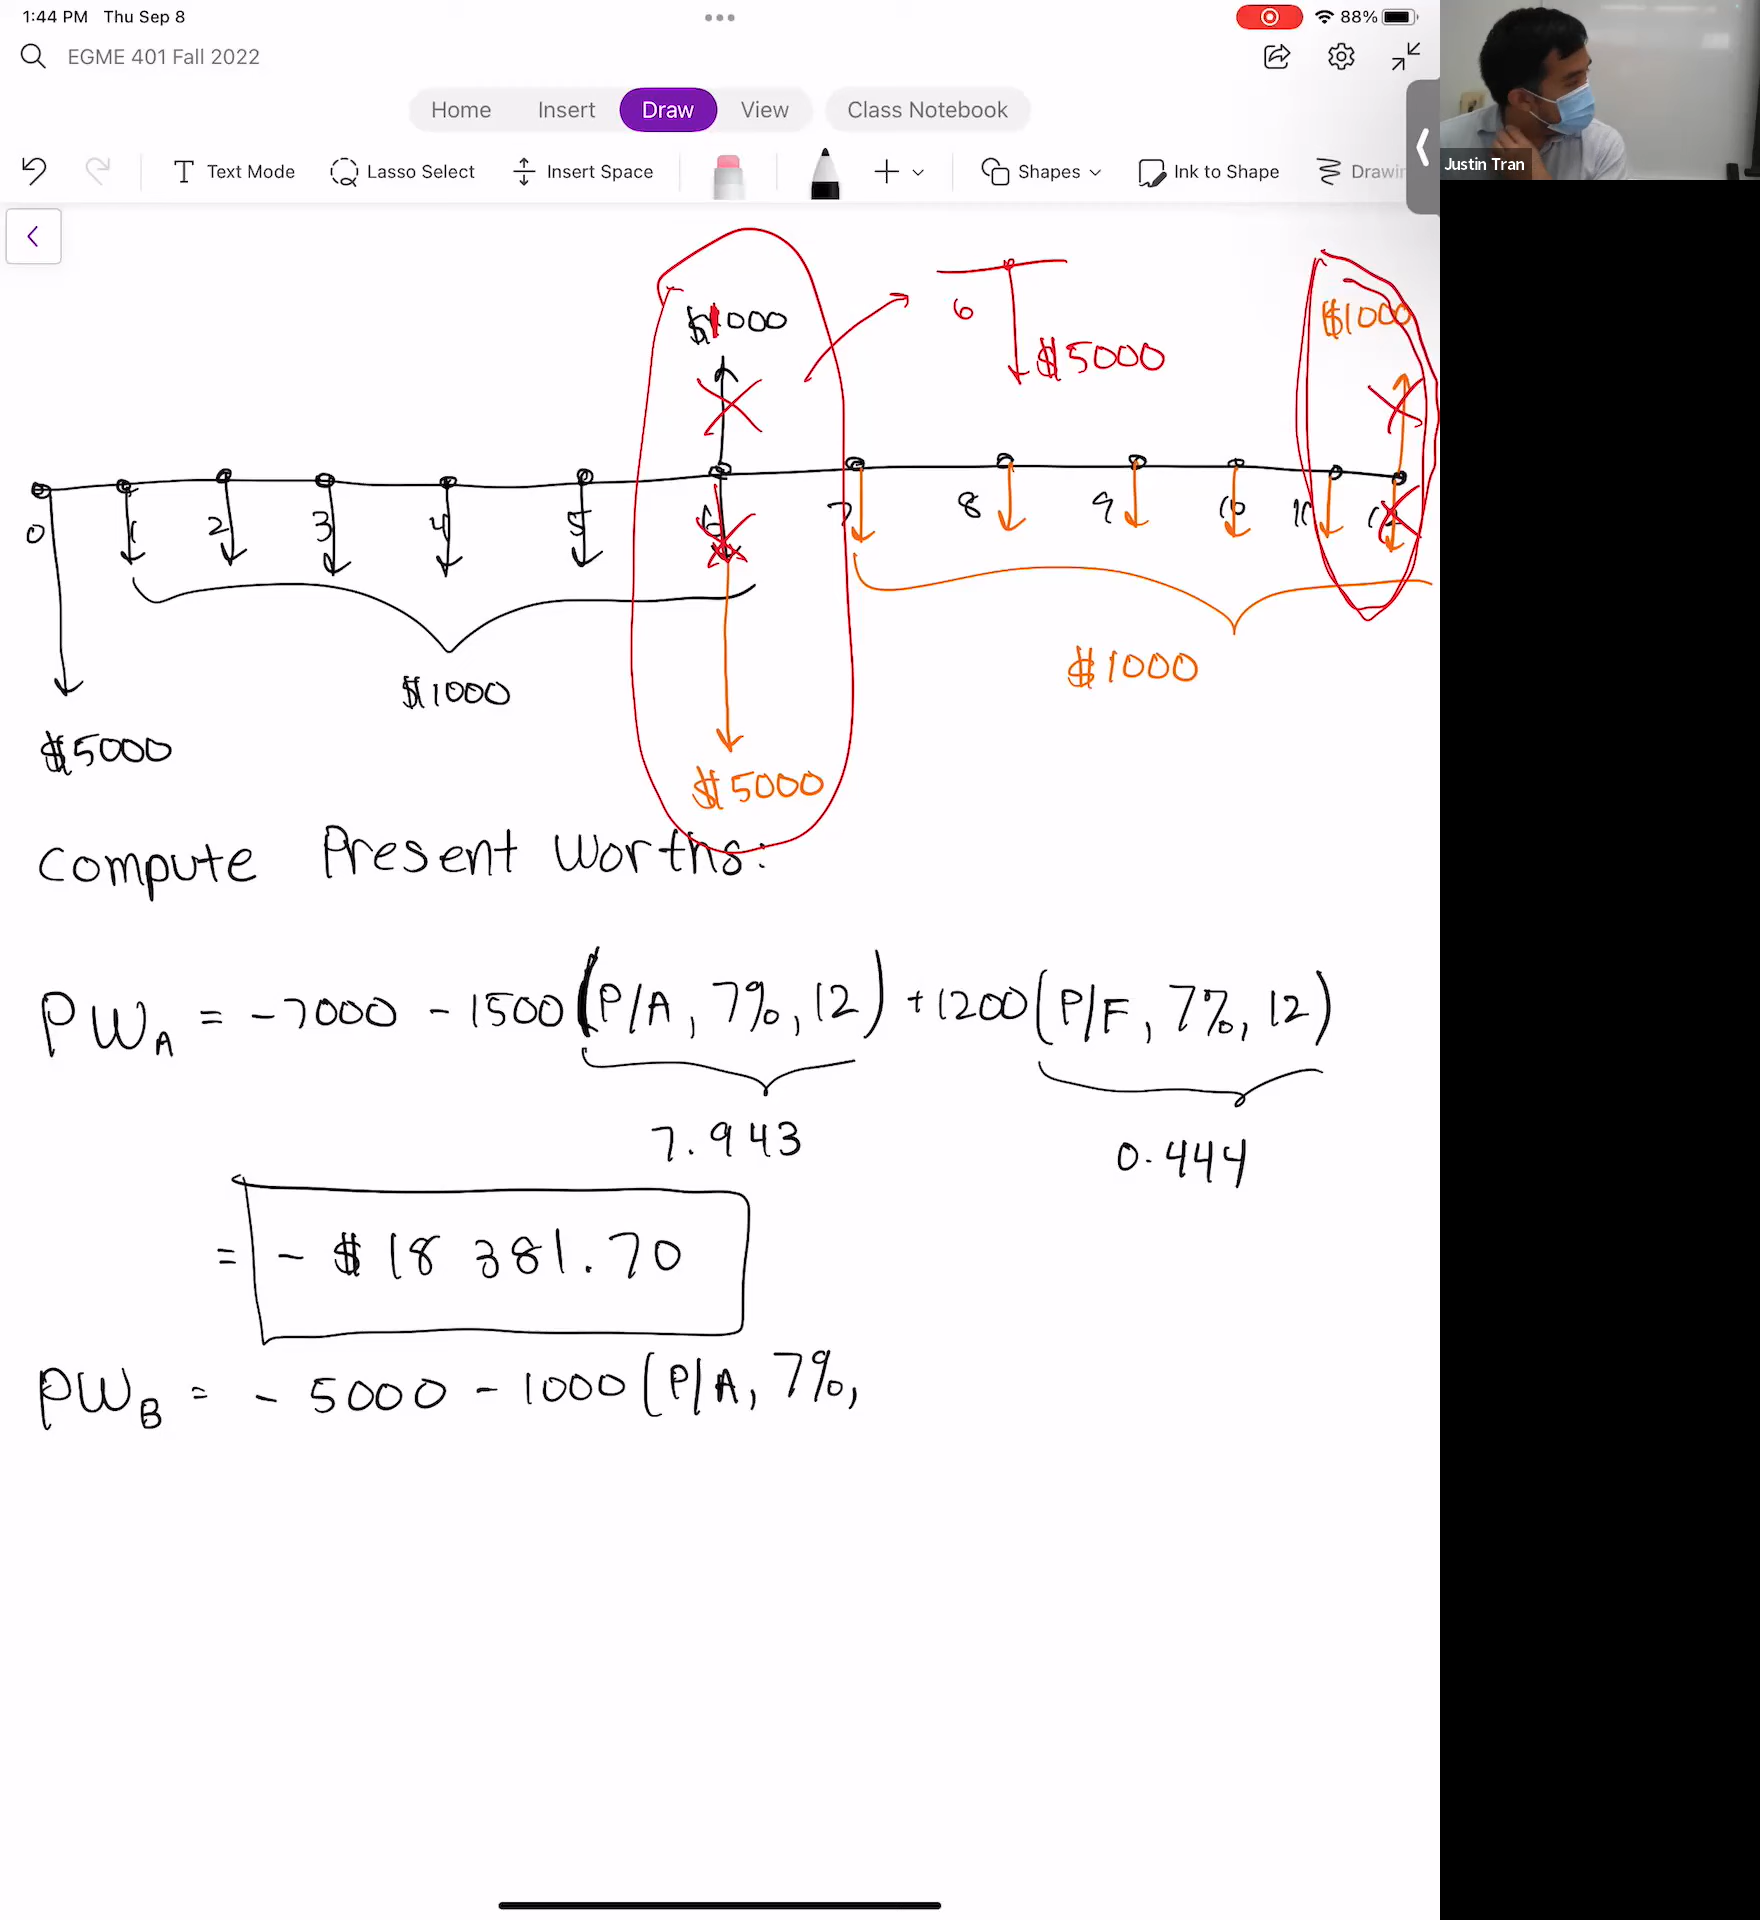 1:44 PM Thu Sep 8
88%
EGME 401 Fall 2022
Home Insert Draw View Class Notebook
Text Mode Lasso Select Insert Space Shapes Ink to Shape Drawi
Justin Tran
$1000
6
$5000
$1000
0 1 2 3 4 5 6 7 8 9 10 11
$1000
$1000
$5000
$5000
Compute Present Worths:
PW_A = -7000 - 1500 (P/A, 7%, 12) + 1200 (P/F, 7%, 12)
7.943
0.444
= - $ 18 381.70
PW_B = - 5000 - 1000 (P/A, 7%,